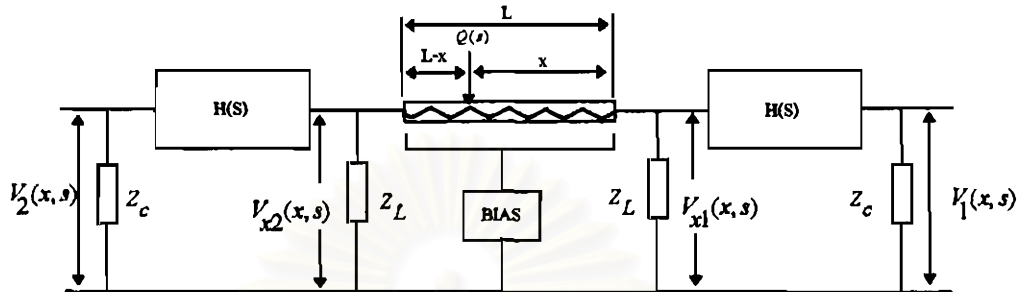 L
Q(s)
L-x
x
H(S)
H(S)
V2(x,s)
Zc
Vx2(x,s)
ZL
BIAS
ZL
Vx1(x,s)
Zc
V1(x,s)